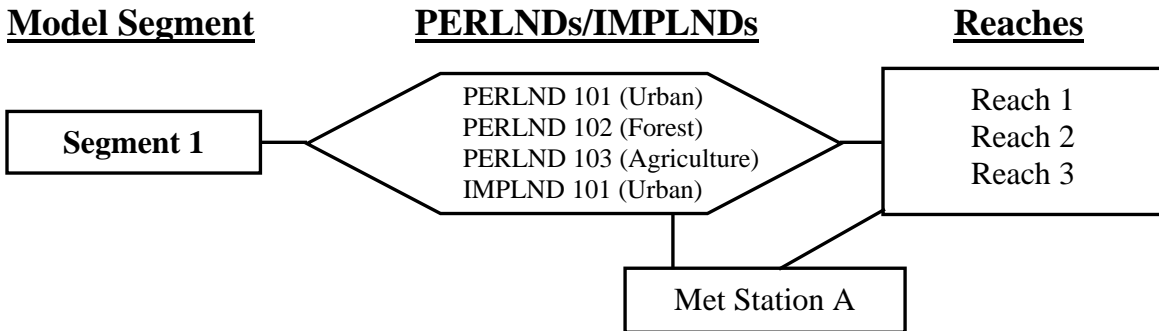 Model Segment
PERLNDs/IMPLNDs
Reaches
Segment 1
PERLND 101 (Urban)
PERLND 102 (Forest)
PERLND 103 (Agriculture)
IMPLND 101 (Urban)
Reach 1
Reach 2
Reach 3
Met Station A